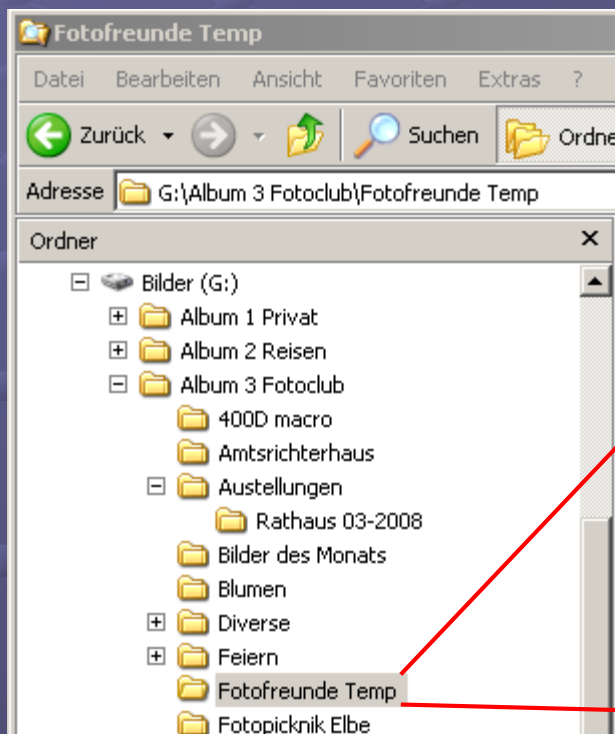 Fotofreunde Temp
Datei Bearbeiten Ansicht Favoriten Extras ?
Zurück Suchen Ordne
Adresse G:\Album 3 Fotoclub\Fotofreunde Temp
Ordner
Bilder (G:)
Album 1 Privat
Album 2 Reisen
Album 3 Fotoclub
400D macro
Amtsrichterhaus
Austellungen
Rathaus 03-2008
Bilder des Monats
Blumen
Diverse
Feiern
Fotofreunde Temp
Fotopicknik Elbe